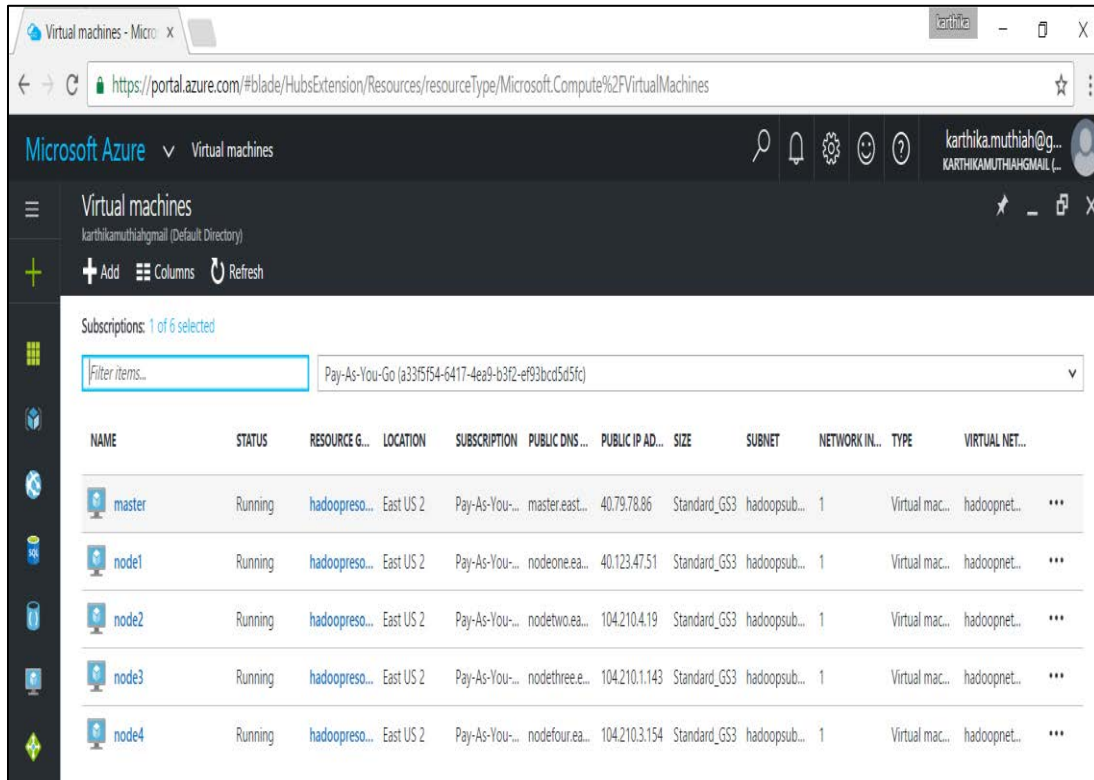 Virtual machines - Micro
karthika
https://portal.azure.com/#blade/HubsExtension/Resources/resourceType/Microsoft.Compute%2FVirtualMachines
Microsoft Azure Virtual machines
karthika.muthiah@g...
KARTHIKAMUTHIAHGMAIL (...
Virtual machines
karthikamuthiahgmail (Default Directory)
Add Columns Refresh
Subscriptions: 1 of 6 selected
Filter items...
Pay-As-You-Go (a33f5f54-6417-4ea9-b3f2-ef93bcd5d5fc)
NAME STATUS RESOURCE G... LOCATION SUBSCRIPTION PUBLIC DNS ... PUBLIC IP AD... SIZE SUBNET NETWORK IN... TYPE VIRTUAL NET...
master Running hadoopreso... East US 2 Pay-As-You-... master.east... 40.79.78.86 Standard_GS3 hadoopsub... 1 Virtual mac... hadoopnet... ...
node1 Running hadoopreso... East US 2 Pay-As-You-... nodeone.ea... 40.123.47.51 Standard_GS3 hadoopsub... 1 Virtual mac... hadoopnet... ...
SQL
node2 Running hadoopreso... East US 2 Pay-As-You-... nodetwo.ea... 104.210.4.19 Standard_GS3 hadoopsub... 1 Virtual mac... hadoopnet... ...
node3 Running hadoopreso... East US 2 Pay-As-You-... nodethree.e... 104.210.1.143 Standard_GS3 hadoopsub... 1 Virtual mac... hadoopnet... ...
node4 Running hadoopreso... East US 2 Pay-As-You-... nodefour.ea... 104.210.3.154 Standard_GS3 hadoopsub... 1 Virtual mac... hadoopnet... ...